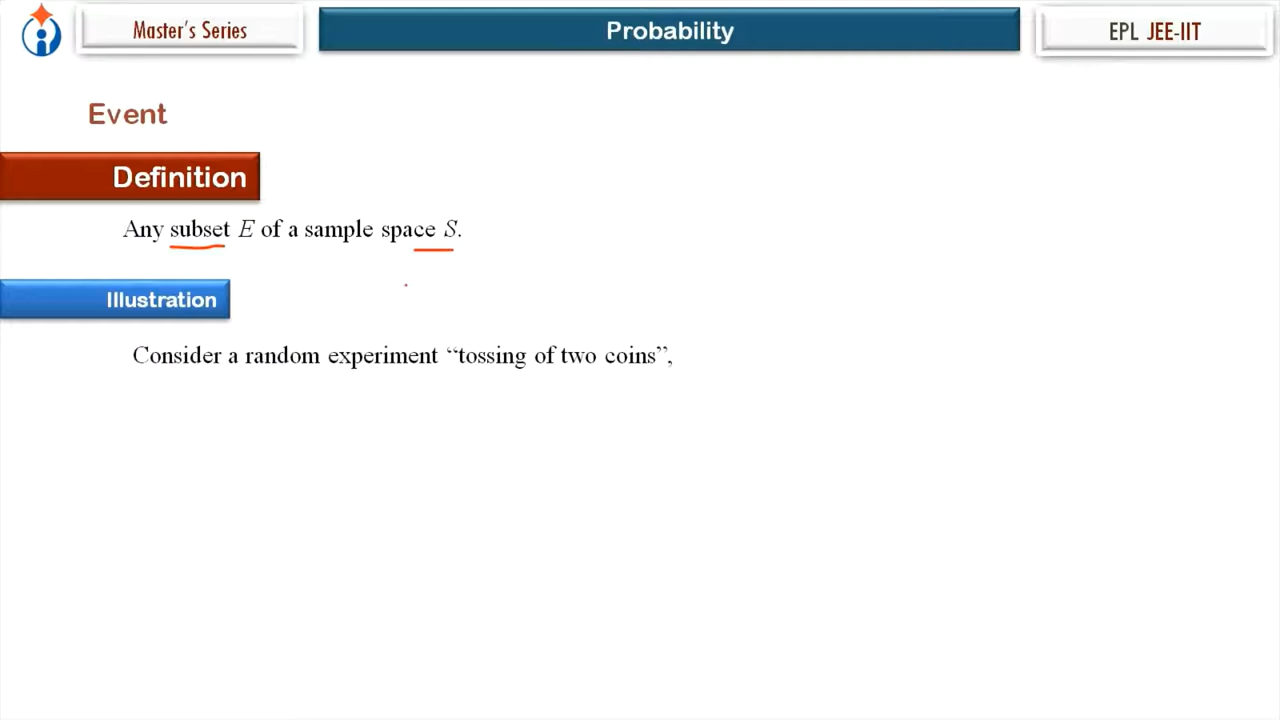 Master's Series
Probability
EPL JEE-IIT
Event
Definition
Any subset E of a sample space S.
Illustration
Consider a random experiment “tossing of two coins”,